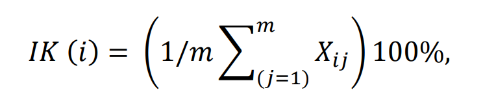 IK (i) = (1/m ∑_(j=1)^m X_ij) 100%,